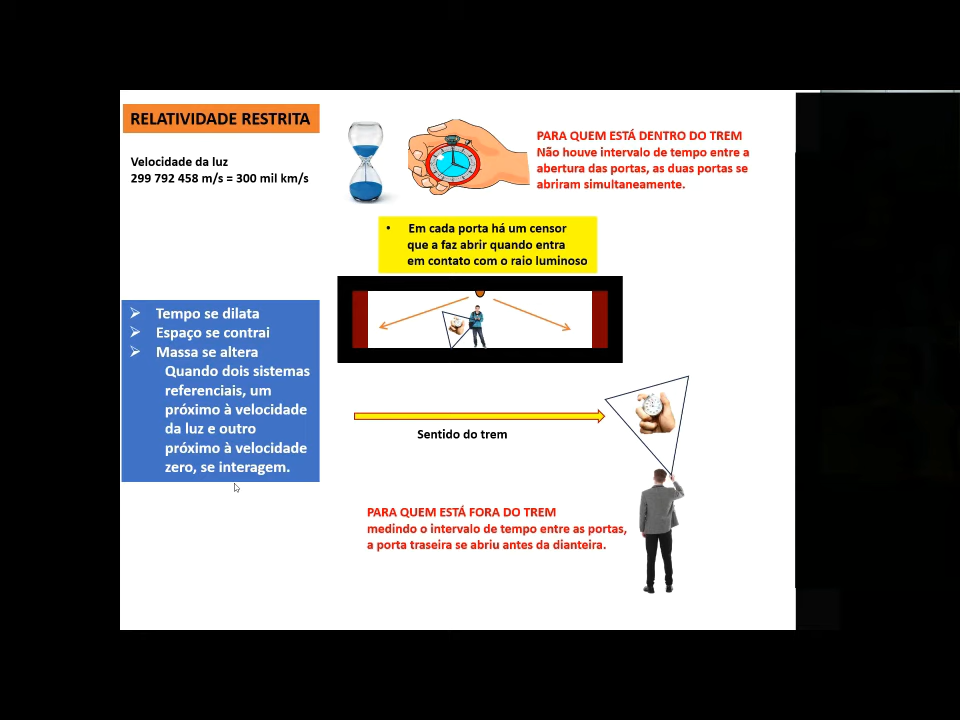 RELATIVIDADE RESTRITA
Velocidade da luz
299 792 458 m/s = 300 mil km/s
PARA QUEM ESTÁ DENTRO DO TREM
Não houve intervalo de tempo entre a
abertura das portas, as duas portas se
abriram simultaneamente.
• Em cada porta há um censor
que a faz abrir quando entra
em contato com o raio luminoso
Tempo se dilata
Espaço se contrai
Massa se altera
Quando dois sistemas
referenciais, um
próximo à velocidade
da luz e outro
próximo à velocidade
zero, se interagem.
Sentido do trem
PARA QUEM ESTÁ FORA DO TREM
medindo o intervalo de tempo entre as portas,
a porta traseira se abriu antes da dianteira.